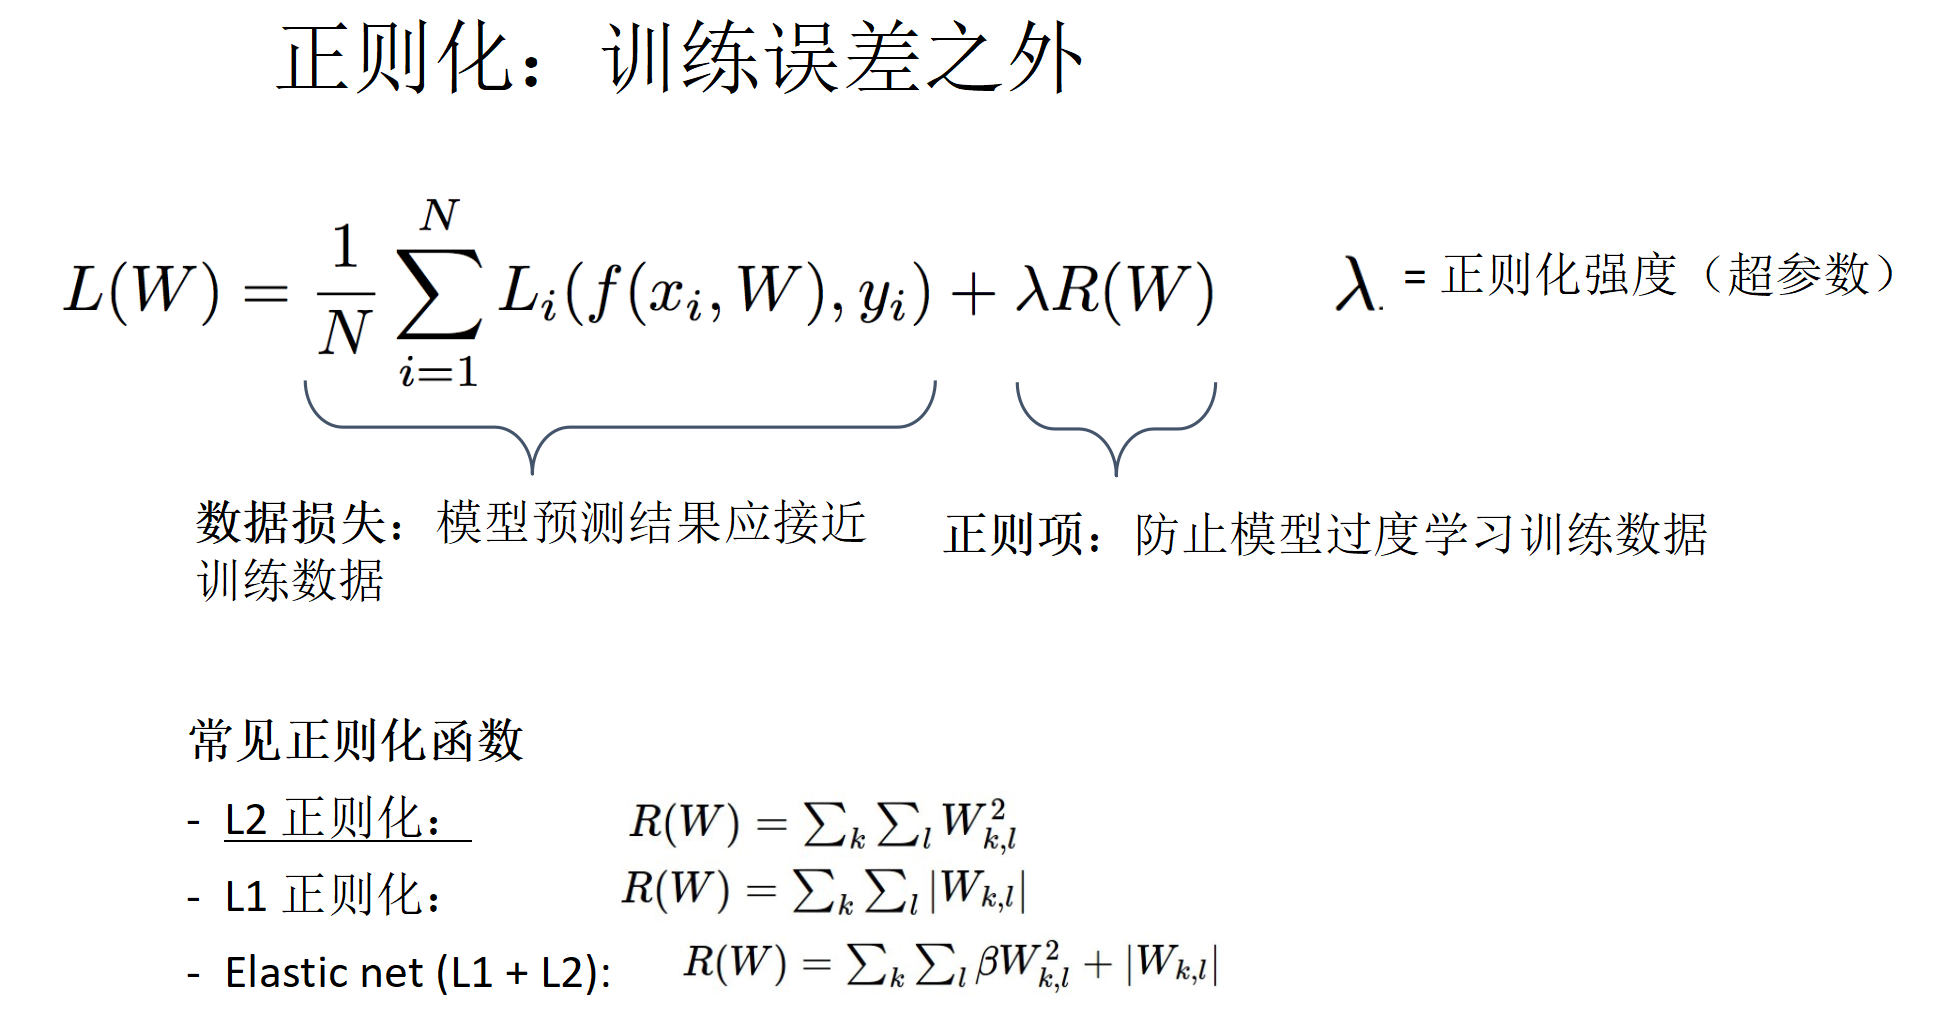 正则化：训练误差之外
L(W) = \frac{1}{N} \sum_{i=1}^{N} L_i(f(x_i, W), y_i) + λR(W)
λ. = 正则化强度（超参数）
数据损失：模型预测结果应接近
训练数据
正则项：防止模型过度学习训练数据
常见正则化函数
- L2 正则化： R(W) = \sum_k \sum_l W_{k,l}^2
- L1 正则化： R(W) = \sum_k \sum_l |W_{k,l}|
- Elastic net (L1 + L2): R(W) = \sum_k \sum_l βW_{k,l}^2 + |W_{k,l}|